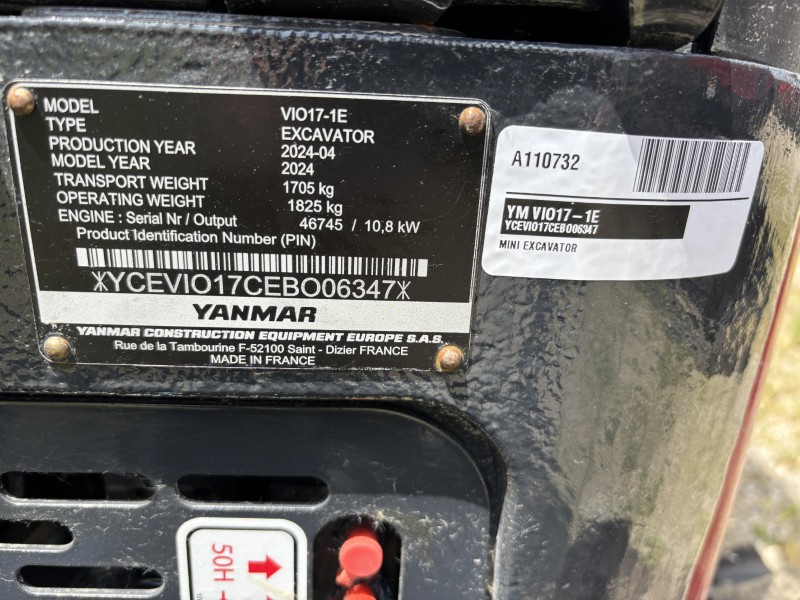 MODEL VIO17-1E
TYPE EXCAVATOR
PRODUCTION YEAR 2024-04
MODEL YEAR 2024
TRANSPORT WEIGHT 1705 kg
OPERATING WEIGHT 1825 kg
ENGINE : Serial Nr / Output 46745 / 10,8 kW
Product Identification Number (PIN)
*YCEVIO17CEBO06347*
YANMAR
YANMAR CONSTRUCTION EQUIPMENT EUROPE S.A.S.
Rue de la Tambourine F-52100 Saint - Dizier FRANCE
MADE IN FRANCE
A110732
YM VIO17-1E
YCEVIO17CEBO06347
MINI EXCAVATOR
50H